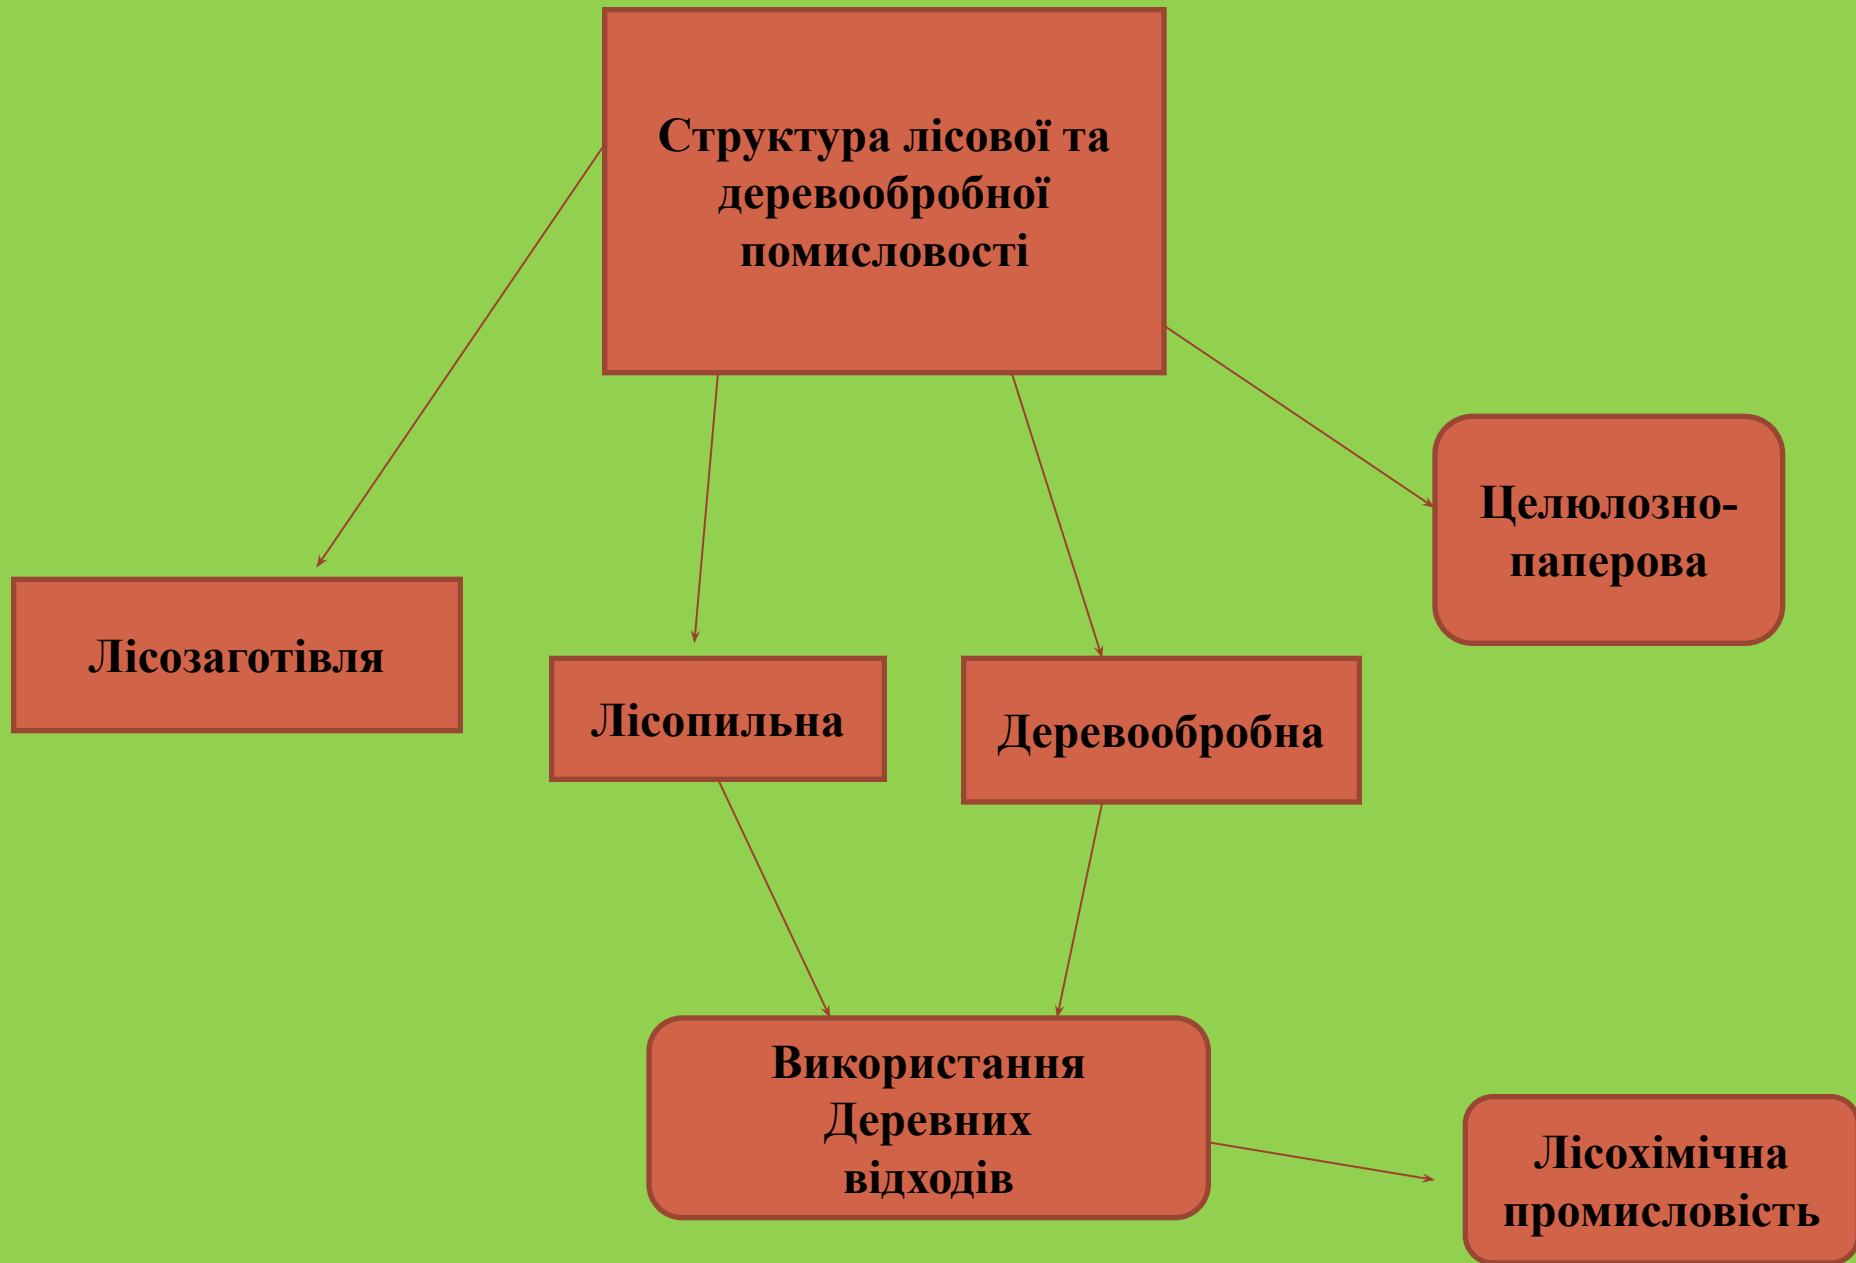 Структура лісової та
деревообробної
помисловості
Целюлозно-
паперова
Лісозаготівля
Лісопильна
Деревообробна
Використання
Деревних
відходів
Лісохімічна
промисловість